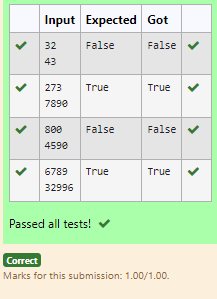 Input Expected Got
32 False False
43
273 True True
7890
800 False False
4590
6789 True True
32996
Passed all tests!
Correct
Marks for this submission: 1.00/1.00.